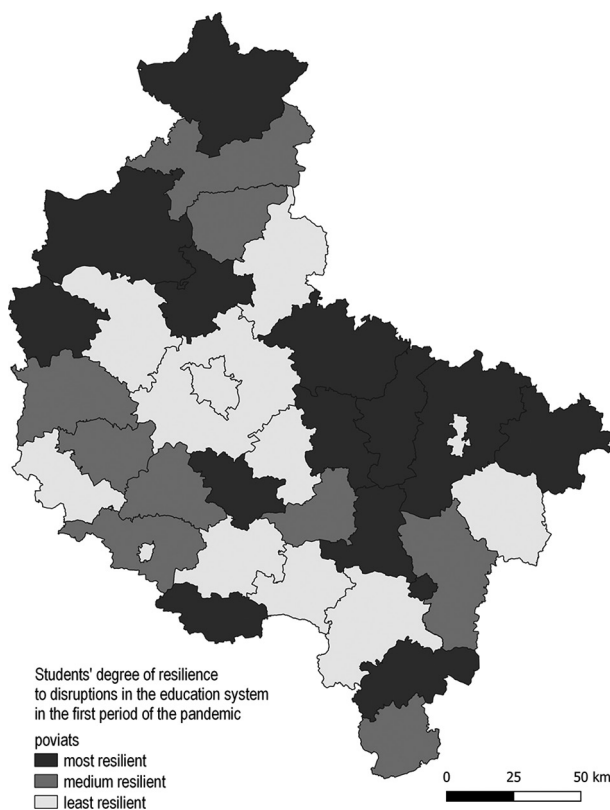 Students' degree of resilience
to disruptions in the education system
in the first period of the pandemic
poviats
most resilient
medium resilient
least resilient
0 25 50 km